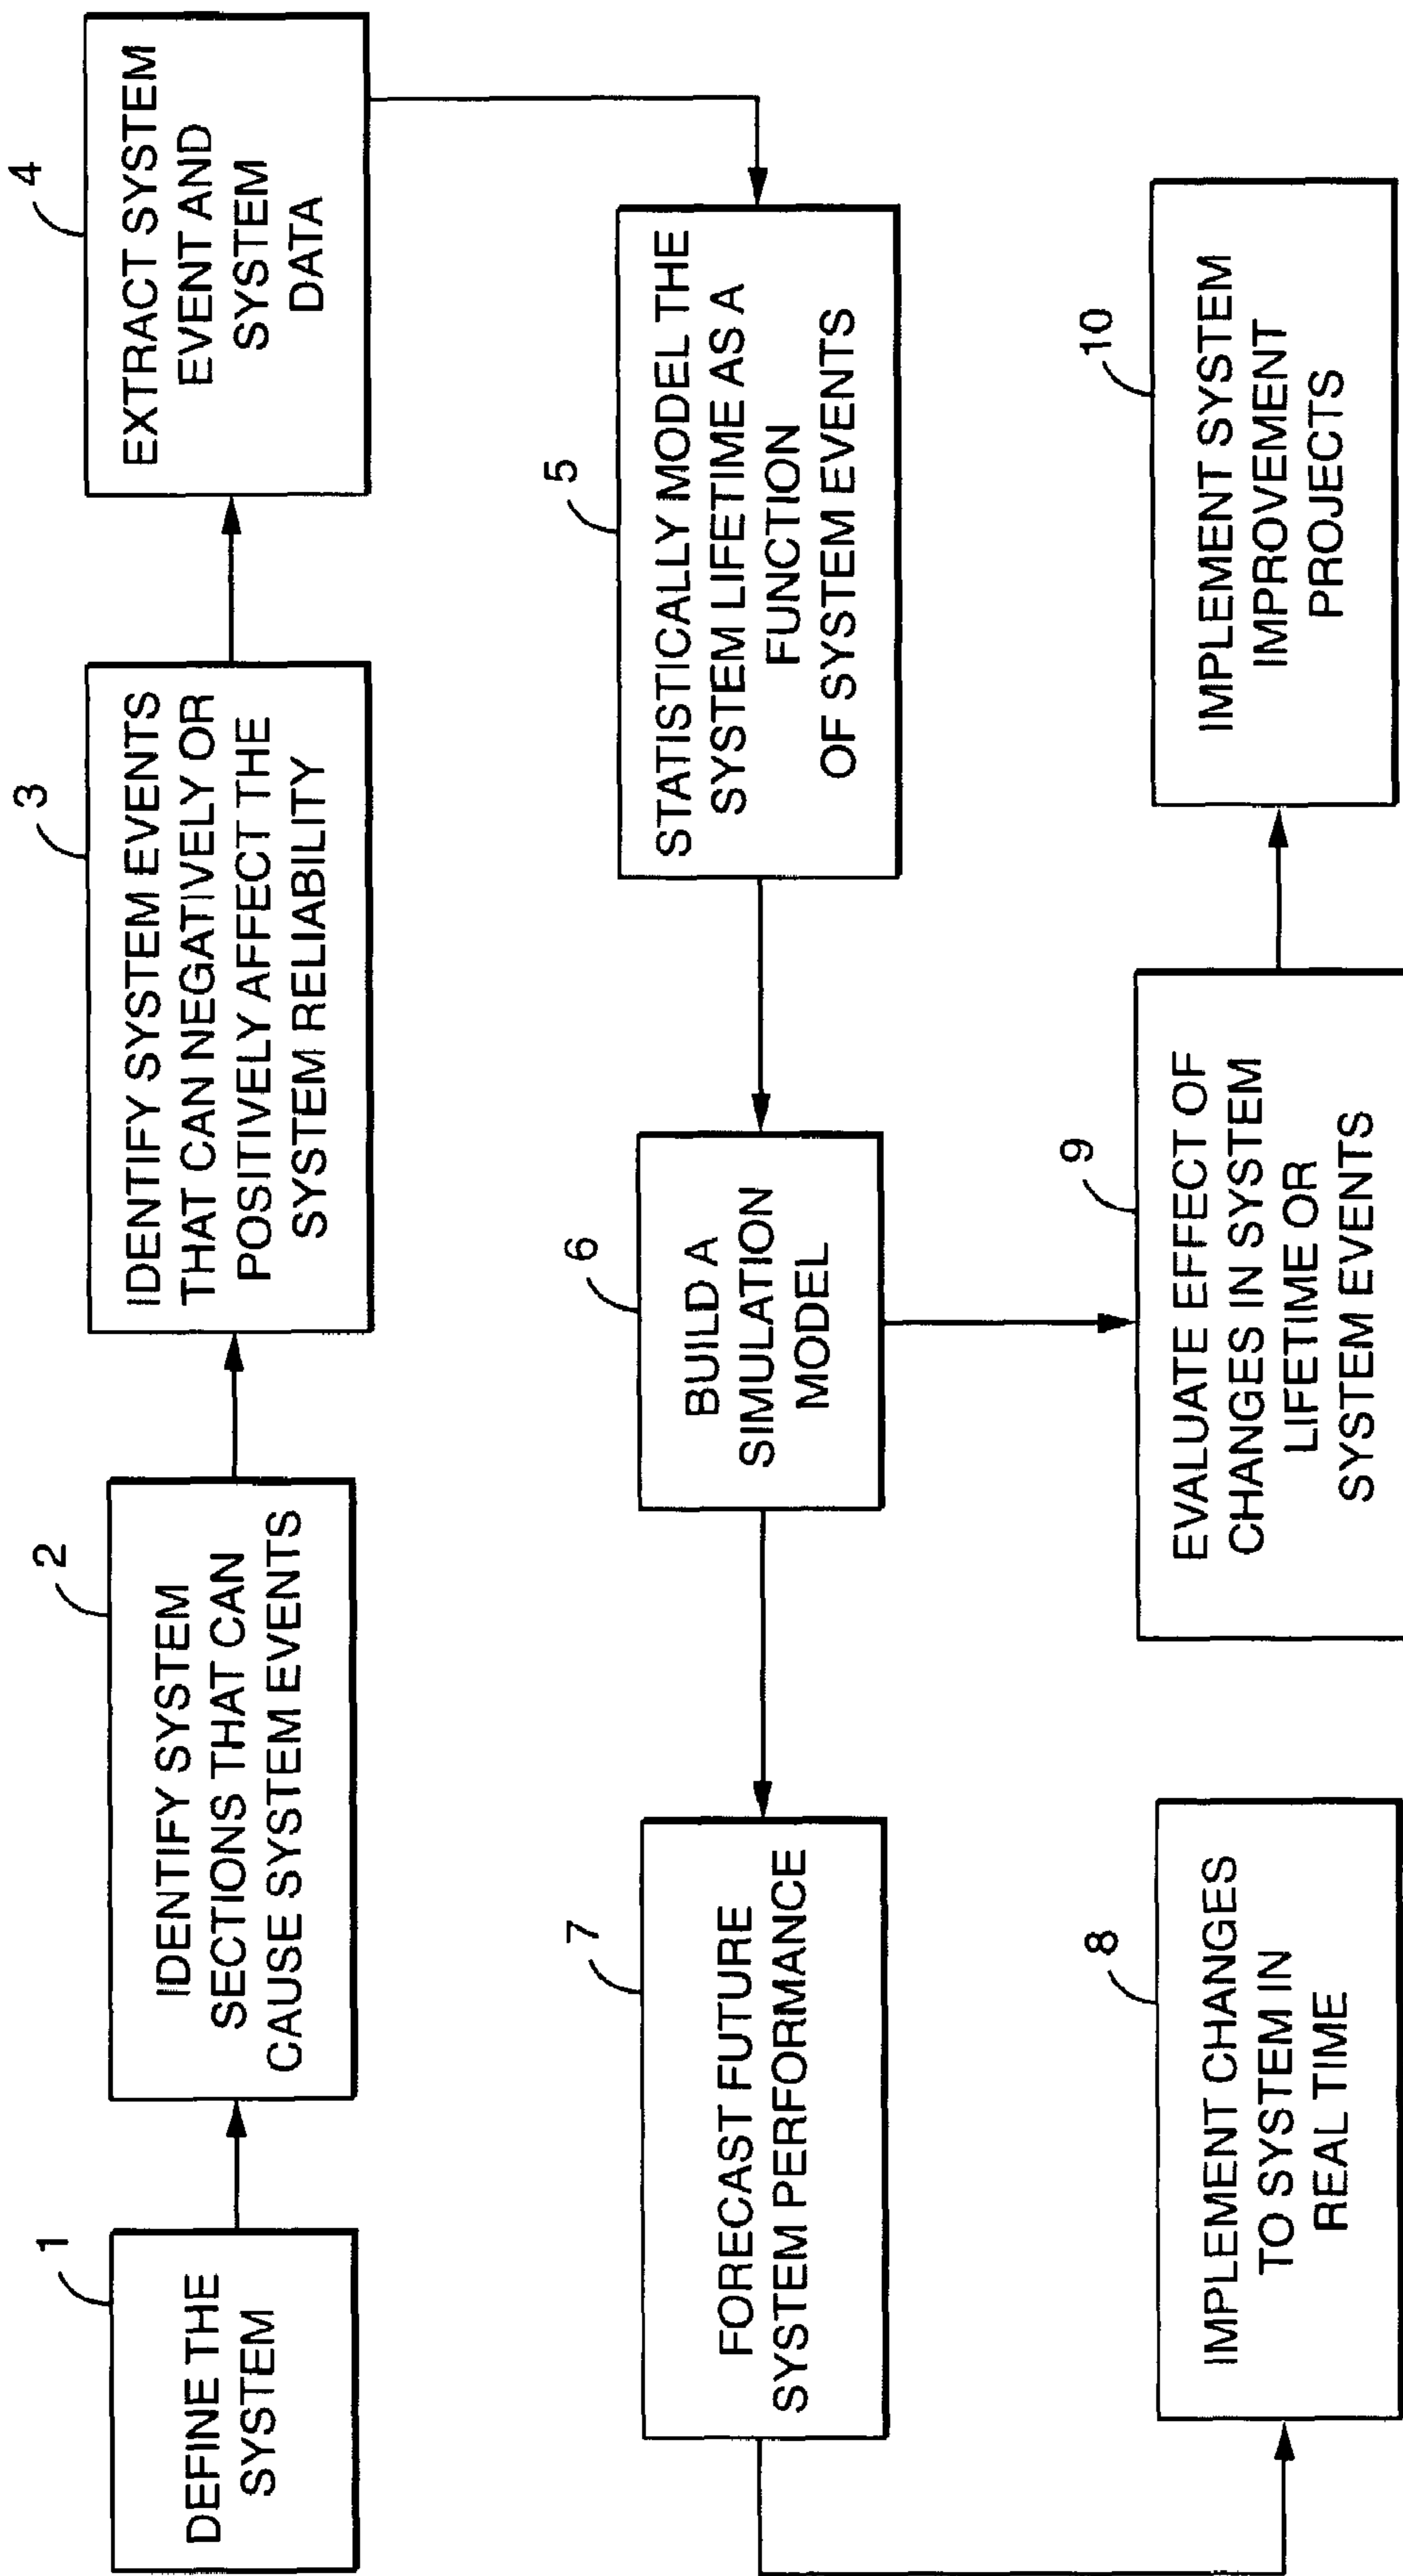 1
DEFINE THE
SYSTEM
2
IDENTIFY SYSTEM
SECTIONS THAT CAN
CAUSE SYSTEM EVENTS
3
IDENTIFY SYSTEM EVENTS
THAT CAN NEGATIVELY OR
POSITIVELY AFFECT THE
SYSTEM RELIABILITY
4
EXTRACT SYSTEM
EVENT AND
SYSTEM
DATA
5
STATISTICALLY MODEL THE
SYSTEM LIFETIME AS A
FUNCTION
OF SYSTEM EVENTS
6
BUILD A
SIMULATION
MODEL
7
FORECAST FUTURE
SYSTEM PERFORMANCE
8
IMPLEMENT CHANGES
TO SYSTEM IN
REAL TIME
9
EVALUATE EFFECT OF
CHANGES IN SYSTEM
LIFETIME OR
SYSTEM EVENTS
10
IMPLEMENT SYSTEM
IMPROVEMENT
PROJECTS